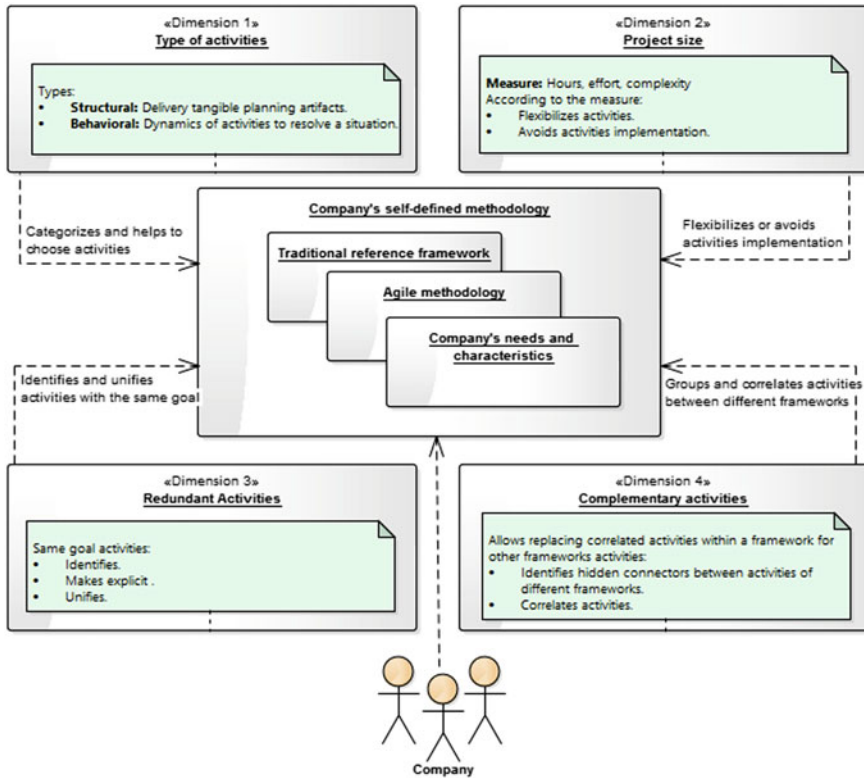 «Dimension 1»
Type of activities
Types:
• Structural: Delivery tangible planning artifacts.
• Behavioral: Dynamics of activities to resolve a situation.
«Dimension 2»
Project size
Measure: Hours, effort, complexity
According to the measure:
• Flexibilizes activities.
• Avoids activities implementation.
Categorizes and helps to
choose activities
Company's self-defined methodology
Traditional reference framework
Agile methodology
Company's needs and
characteristics
Flexibilizes or avoids
activities implementation
Identifies and unifies
activities with the same goal
Groups and correlates activities
between different frameworks
«Dimension 3»
Redundant Activities
Same goal activities:
• Identifies.
• Makes explicit .
• Unifies.
«Dimension 4»
Complementary activities
Allows replacing correlated activities within a framework for
other frameworks activities:
• Identifies hidden connectors between activities of
different frameworks.
• Correlates activities.
Company